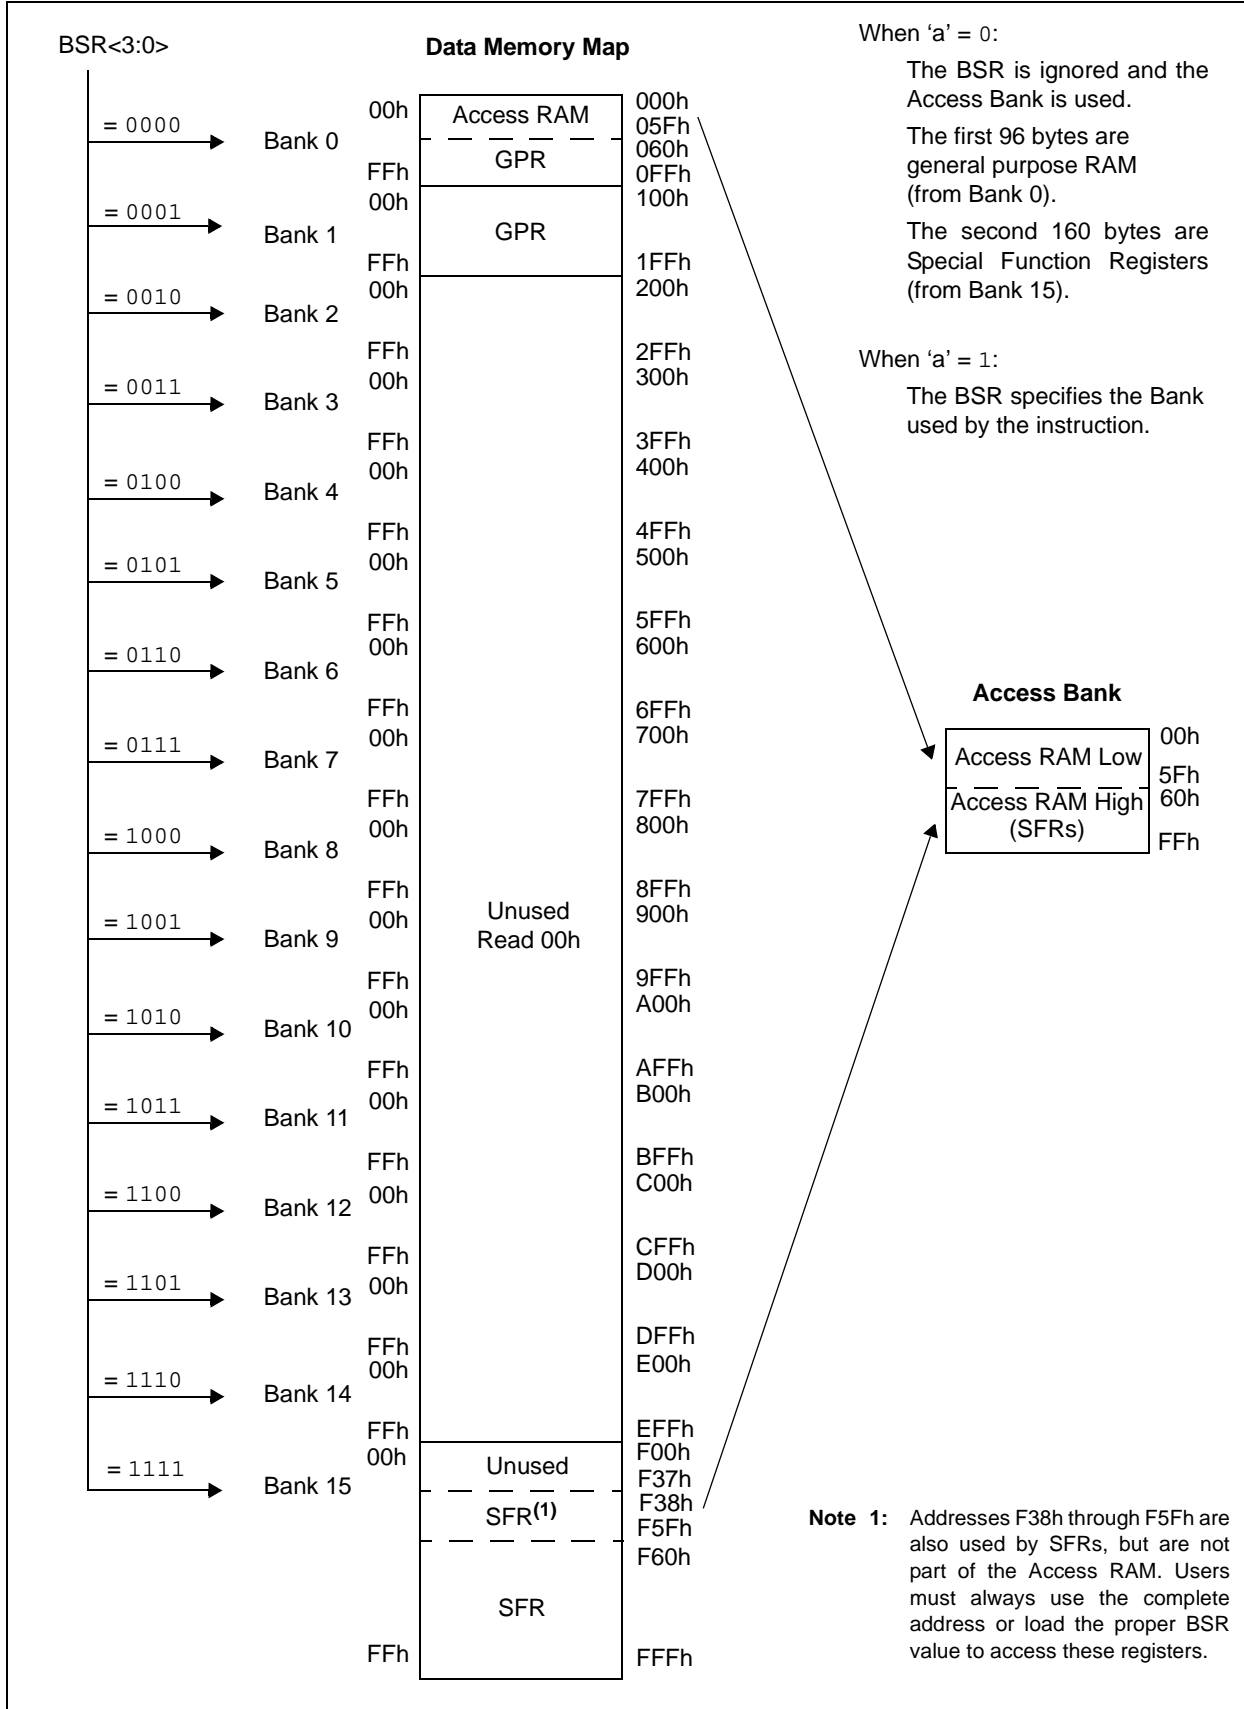 BSR<3:0>
Data Memory Map
When ‘a’ = 0:
The BSR is ignored and the
Access Bank is used.
The first 96 bytes are
general purpose RAM
(from Bank 0).
The second 160 bytes are
Special Function Registers
(from Bank 15).
When ‘a’ = 1:
The BSR specifies the Bank
used by the instruction.
= 0000
Bank 0
00h
FFh
Access RAM
GPR
000h
05Fh
060h
0FFh
= 0001
Bank 1
00h
FFh
GPR
100h
1FFh
= 0010
Bank 2
00h
FFh
200h
2FFh
= 0011
Bank 3
00h
FFh
300h
3FFh
= 0100
Bank 4
00h
FFh
400h
4FFh
= 0101
Bank 5
00h
FFh
500h
5FFh
= 0110
Bank 6
00h
FFh
600h
6FFh
= 0111
Bank 7
00h
FFh
700h
7FFh
= 1000
Bank 8
00h
FFh
800h
8FFh
= 1001
Bank 9
00h
FFh
Unused
Read 00h
900h
9FFh
= 1010
Bank 10
00h
FFh
A00h
AFFh
= 1011
Bank 11
00h
FFh
B00h
BFFh
= 1100
Bank 12
00h
FFh
C00h
CFFh
= 1101
Bank 13
00h
FFh
D00h
DFFh
= 1110
Bank 14
00h
FFh
E00h
EFFh
= 1111
Bank 15
00h
FFh
Unused
SFR(1)
SFR
F00h
F37h
F38h
F5Fh
F60h
FFFh
Access Bank
Access RAM Low
Access RAM High
(SFRs)
00h
5Fh
60h
FFh
Note 1: Addresses F38h through F5Fh are
also used by SFRs, but are not
part of the Access RAM. Users
must always use the complete
address or load the proper BSR
value to access these registers.